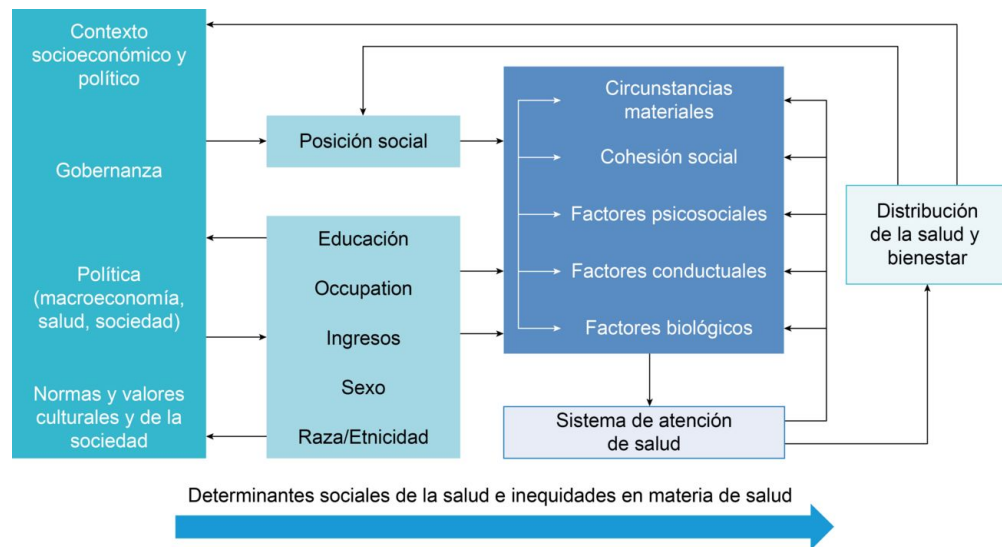 Contexto
socioeconómico y
político
Gobernanza
Política
(macroeconomía,
salud, sociedad)
Normas y valores
culturales y de la
sociedad
Posición social
Educación
Occupation
Ingresos
Sexo
Raza/Etnicidad
Circunstancias
materiales
Cohesión social
Factores psicosociales
Factores conductuales
Factores biológicos
Sistema de atención
de salud
Distribución
de la salud y
bienestar
Determinantes sociales de la salud e inequidades en materia de salud